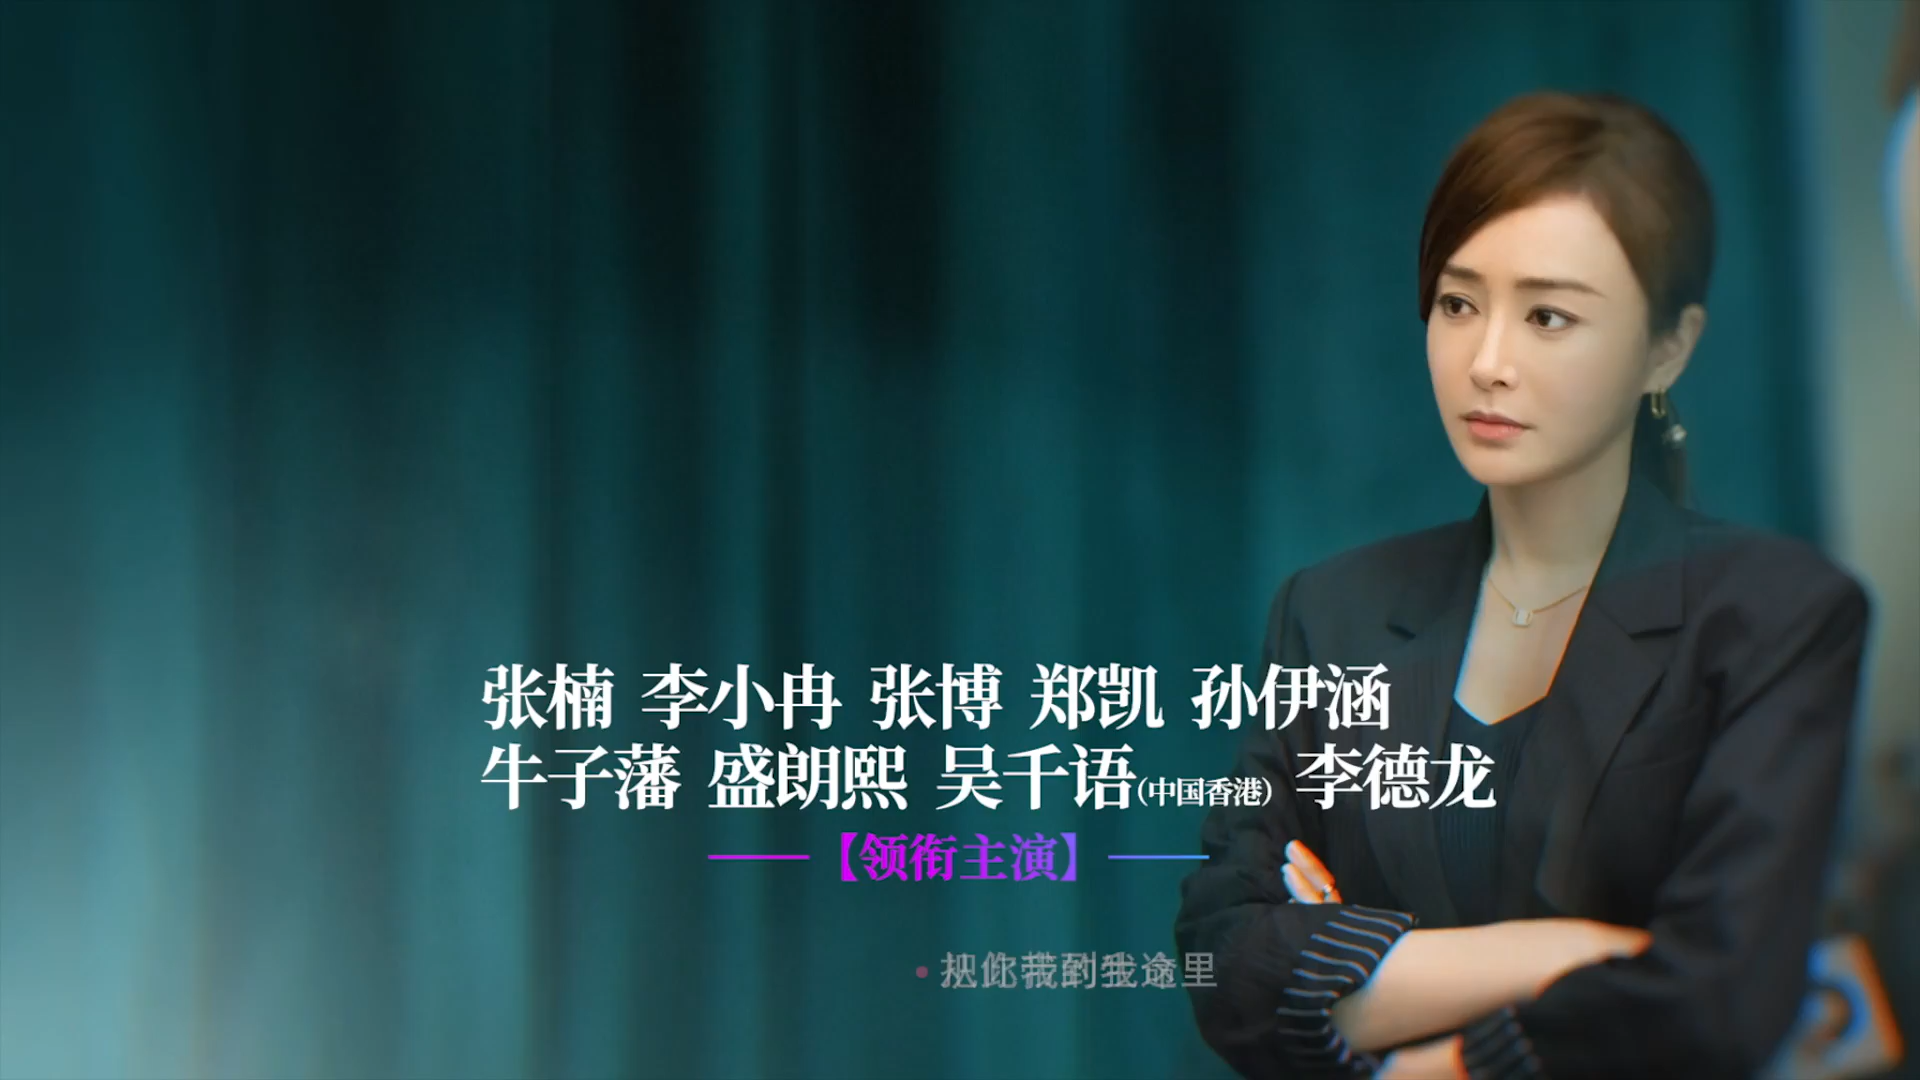 张楠 李小冉 张博 郑凯 孙伊涵
牛子藩 盛朗熙 吴千语(中国香港) 李德龙
【领衔主演】